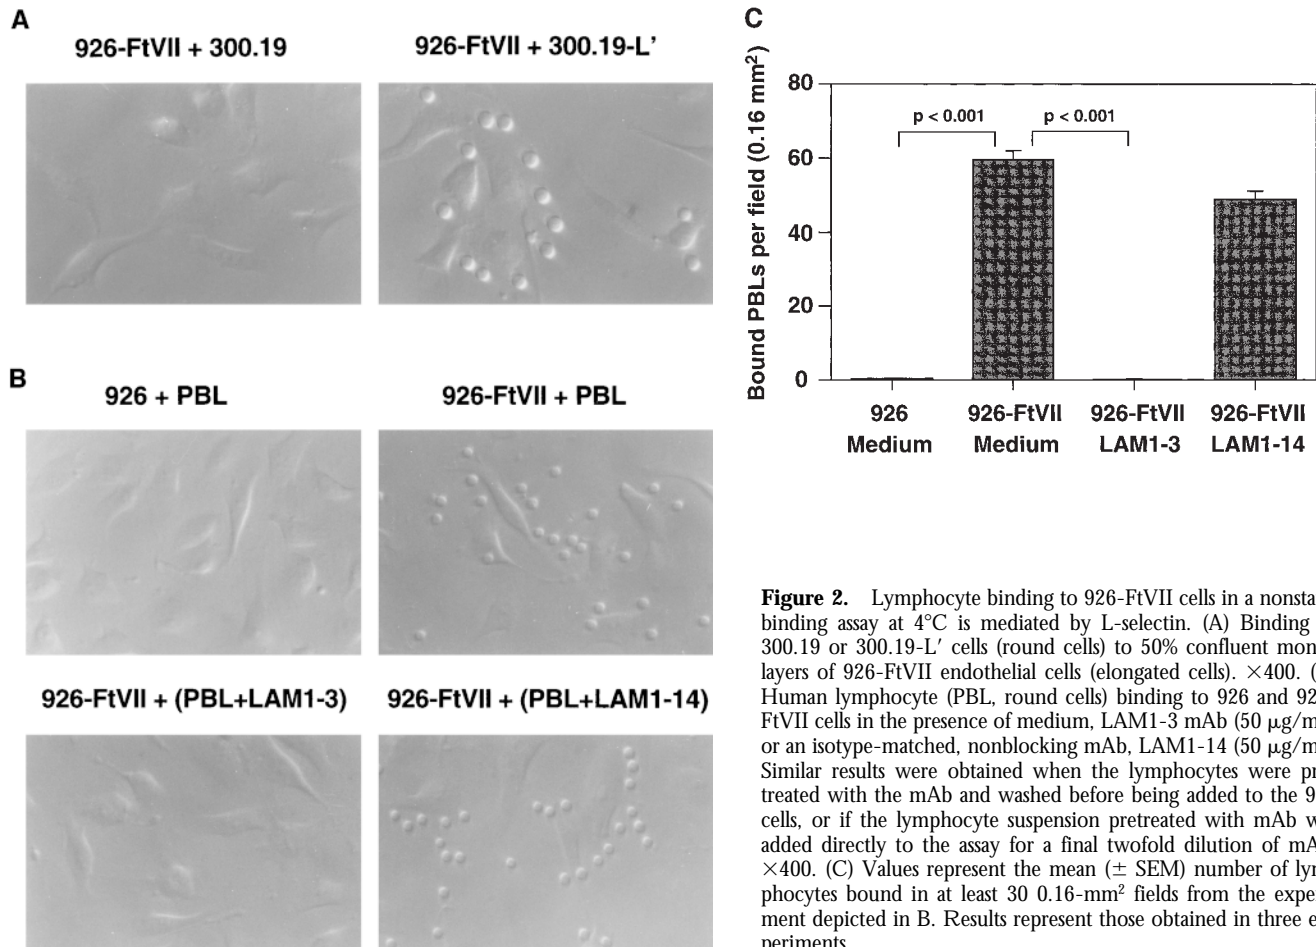 A
926-FtVII + 300.19
926-FtVII + 300.19-L'
B
926 + PBL
926-FtVII + PBL
926-FtVII + (PBL+LAM1-3)
926-FtVII + (PBL+LAM1-14)
C
Bound PBLs per field (0.16 mm²)
80
60
40
20
0
p < 0.001
p < 0.001
926
Medium
926-FtVII
Medium
926-FtVII
LAM1-3
926-FtVII
LAM1-14
Figure 2. Lymphocyte binding to 926-FtVII cells in a nonsta
binding assay at 4°C is mediated by L-selectin. (A) Binding
300.19 or 300.19-L′ cells (round cells) to 50% confluent mon
layers of 926-FtVII endothelial cells (elongated cells). ×400. (
Human lymphocyte (PBL, round cells) binding to 926 and 92
FtVII cells in the presence of medium, LAM1-3 mAb (50 μg/m
or an isotype-matched, nonblocking mAb, LAM1-14 (50 μg/m
Similar results were obtained when the lymphocytes were pr
treated with the mAb and washed before being added to the 9
cells, or if the lymphocyte suspension pretreated with mAb w
added directly to the assay for a final twofold dilution of mA
×400. (C) Values represent the mean (± SEM) number of lym
phocytes bound in at least 30 0.16-mm² fields from the exper
ment depicted in B. Results represent those obtained in three e
periments